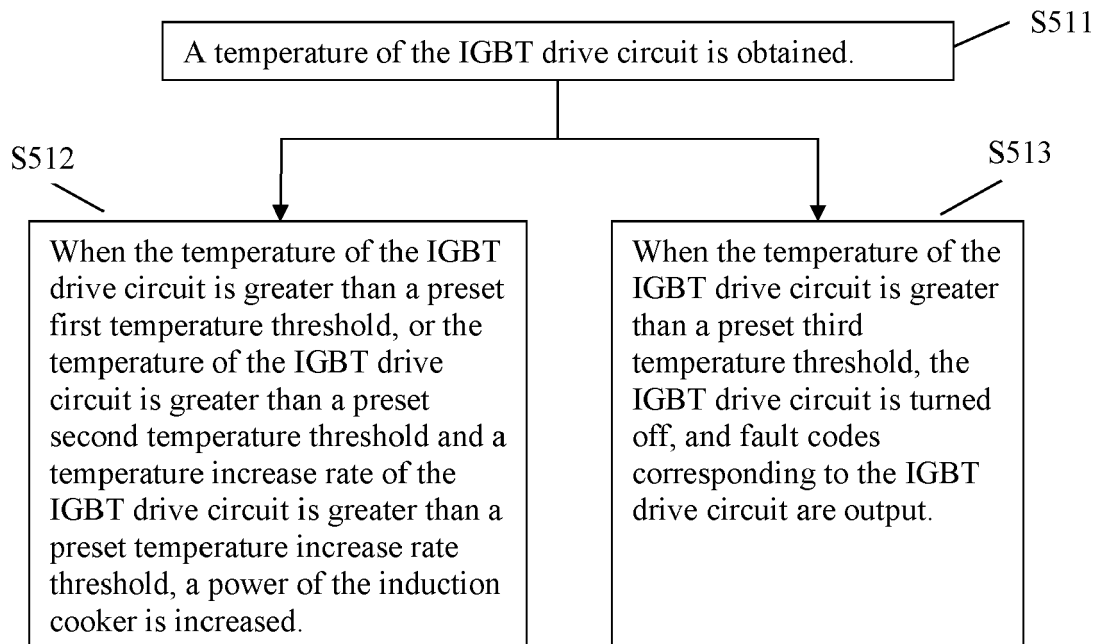 S511
A temperature of the IGBT drive circuit is obtained.
S512
S513
When the temperature of the IGBT
drive circuit is greater than a preset
first temperature threshold, or the
temperature of the IGBT drive
circuit is greater than a preset
second temperature threshold and a
temperature increase rate of the
IGBT drive circuit is greater than a
preset temperature increase rate
threshold, a power of the induction
cooker is increased.
When the temperature of the
IGBT drive circuit is greater
than a preset third
temperature threshold, the
IGBT drive circuit is turned
off, and fault codes
corresponding to the IGBT
drive circuit are output.